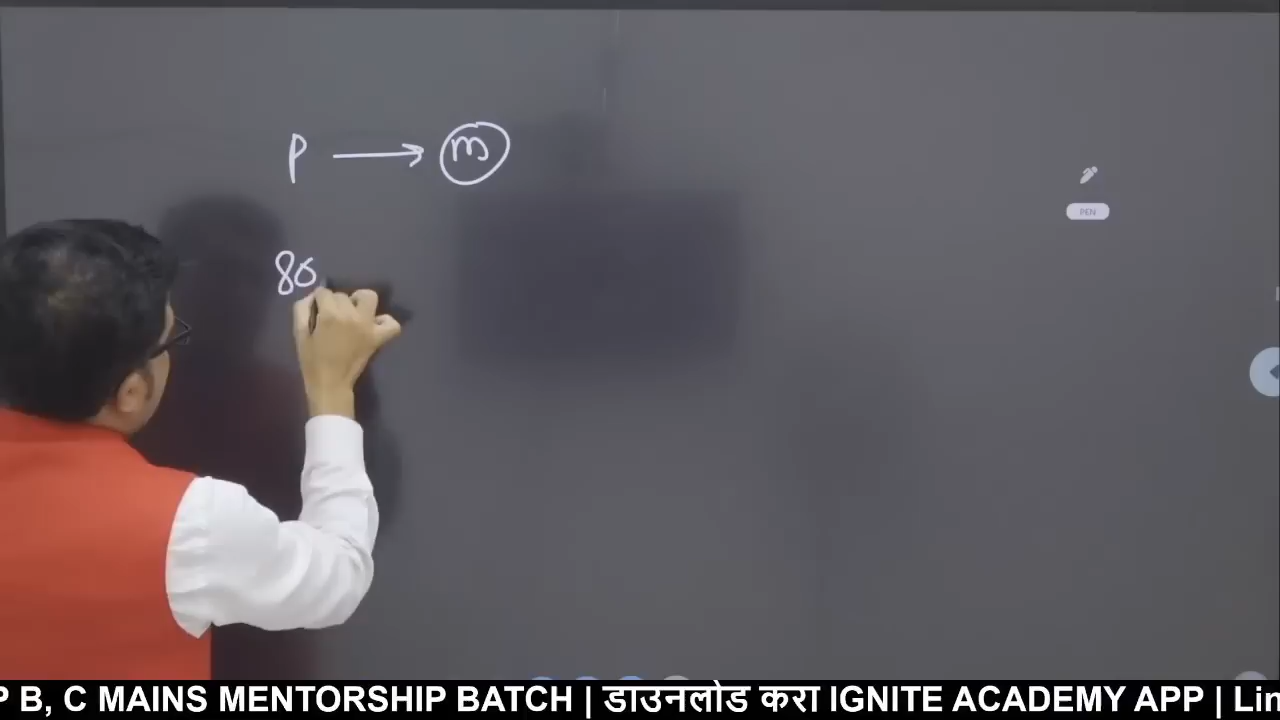 P → m
80
PEN
P B, C MAINS MENTORSHIP BATCH | डाउनलोड करा IGNITE ACADEMY APP | Lin